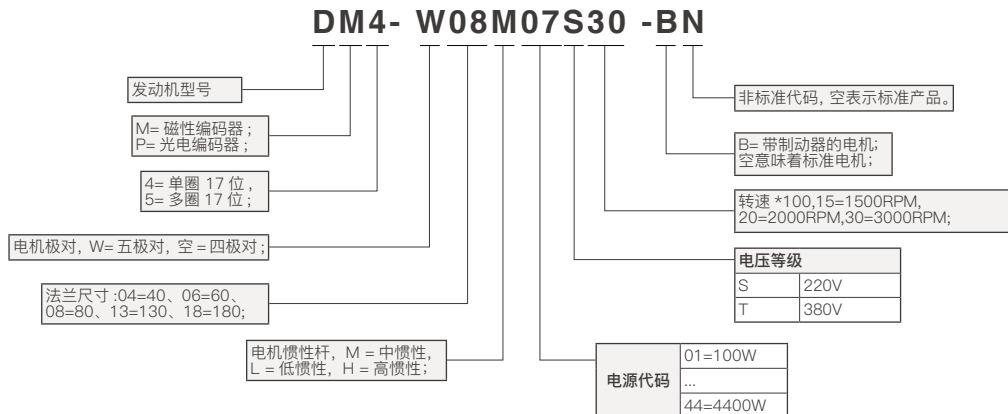 DM4- W08M07S30 -BN
发动机型号
M= 磁性编码器；
P= 光电编码器；
4= 单圈 17 位，
5= 多圈 17 位；
电机极对, W= 五极对, 空 = 四极对；
法兰尺寸 :04=40、06=60、
08=80、13=130、18=180;
电机惯性杆, M = 中惯性,
L = 低惯性, H = 高惯性;
非标准代码, 空表示标准产品。
B= 带制动器的电机;
空意味着标准电机;
转速 *100,15=1500RPM,
20=2000RPM,30=3000RPM;
电压等级
S 220V
T 380V
电源代码
01=100W
...
44=4400W